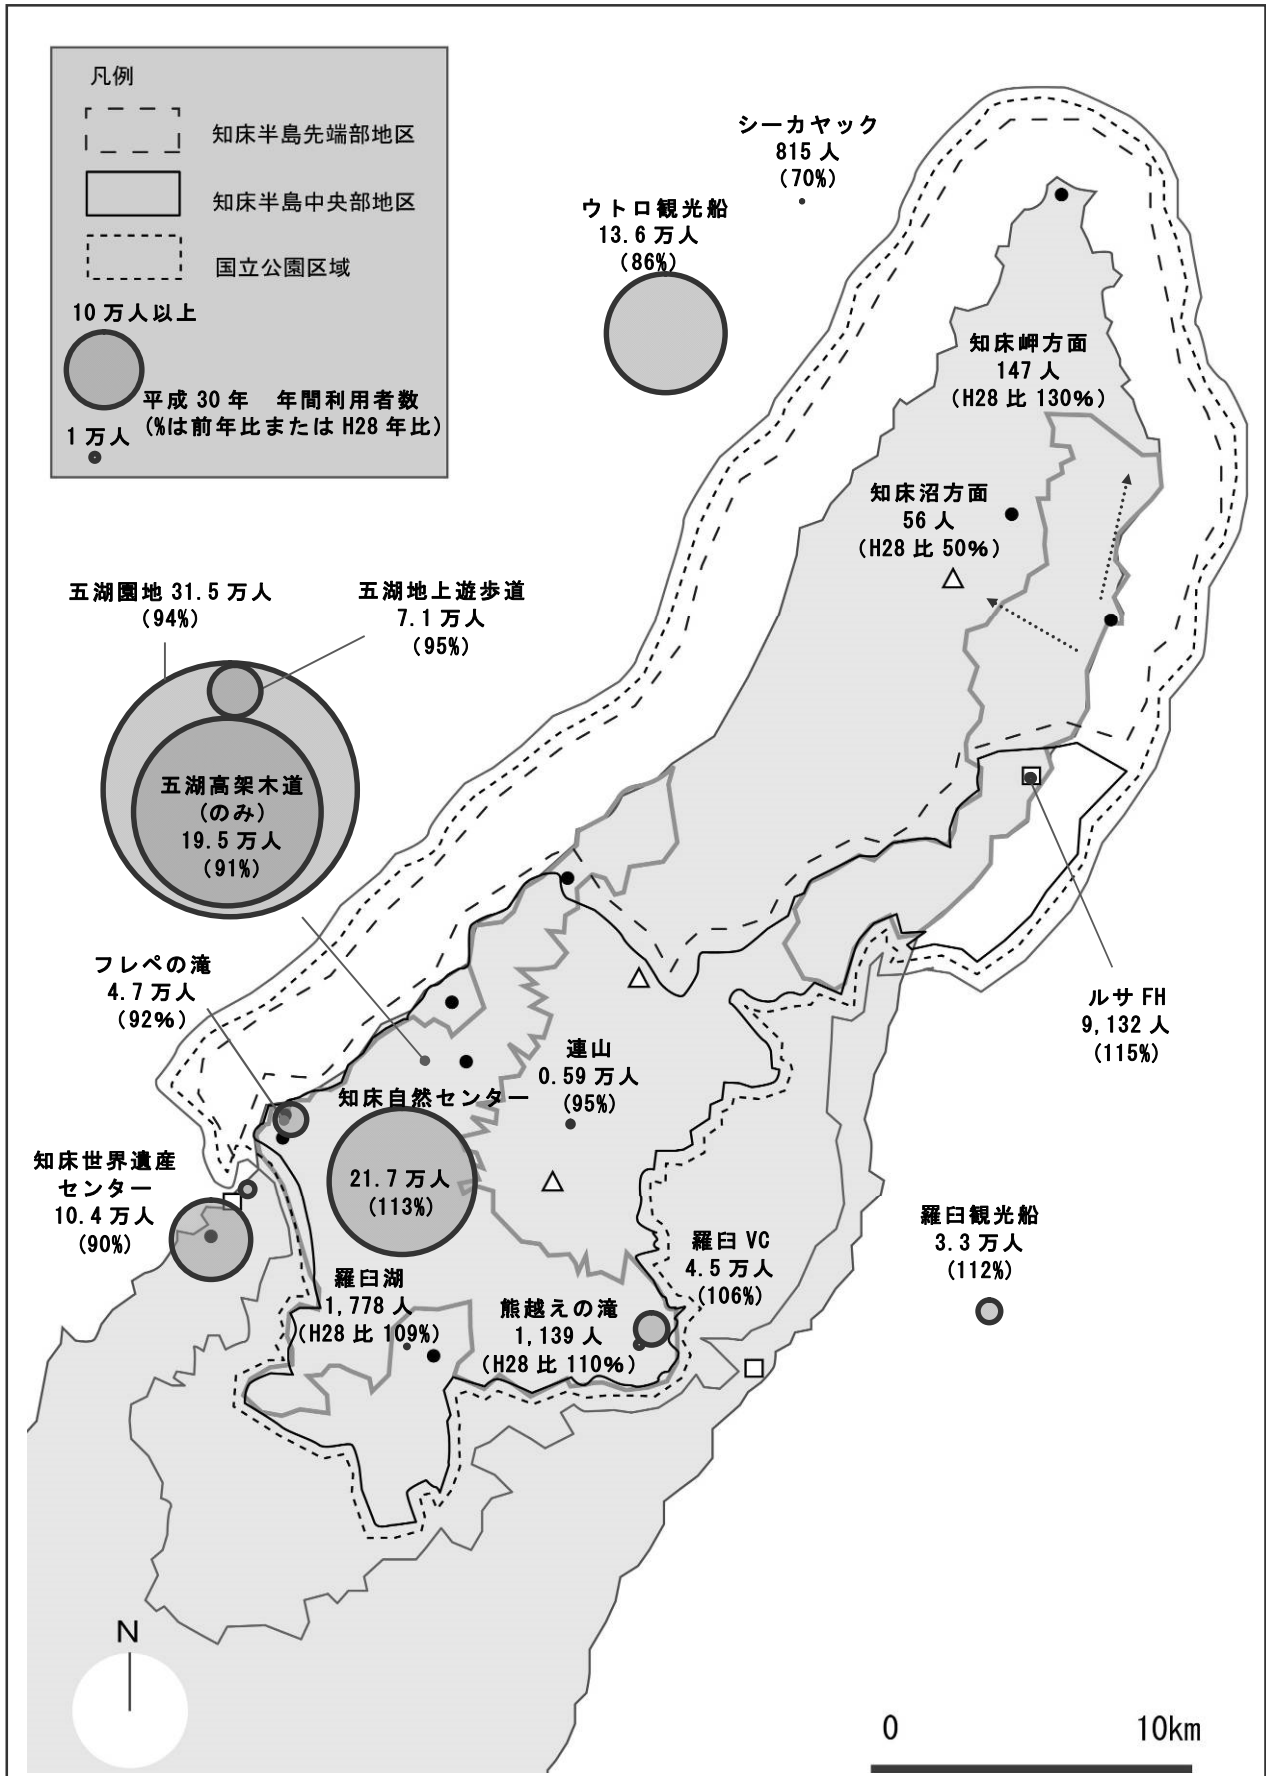 凡例
知床半島先端部地区
知床半島中央部地区
国立公園区域
10万人以上
平成30年　年間利用者数
(%は前年比またはH28年比)
1万人
シーカヤック
815人
(70%)
ウトロ観光船
13.6万人
(86%)
知床岬方面
147人
(H28比130%)
知床沼方面
56人
(H28比50%)
五湖園地 31.5万人
(94%)
五湖地上遊歩道
7.1万人
(95%)
五湖高架木道
(のみ)
19.5万人
(91%)
フレペの滝
4.7万人
(92%)
ルサFH
9,132人
(115%)
連山
0.59万人
(95%)
知床自然センター
21.7万人
(113%)
知床世界遺産
センター
10.4万人
(90%)
羅臼観光船
3.3万人
(112%)
羅臼VC
4.5万人
(106%)
羅臼湖
1,778人
(H28比109%)
熊越えの滝
1,139人
(H28比110%)
N
0
10km